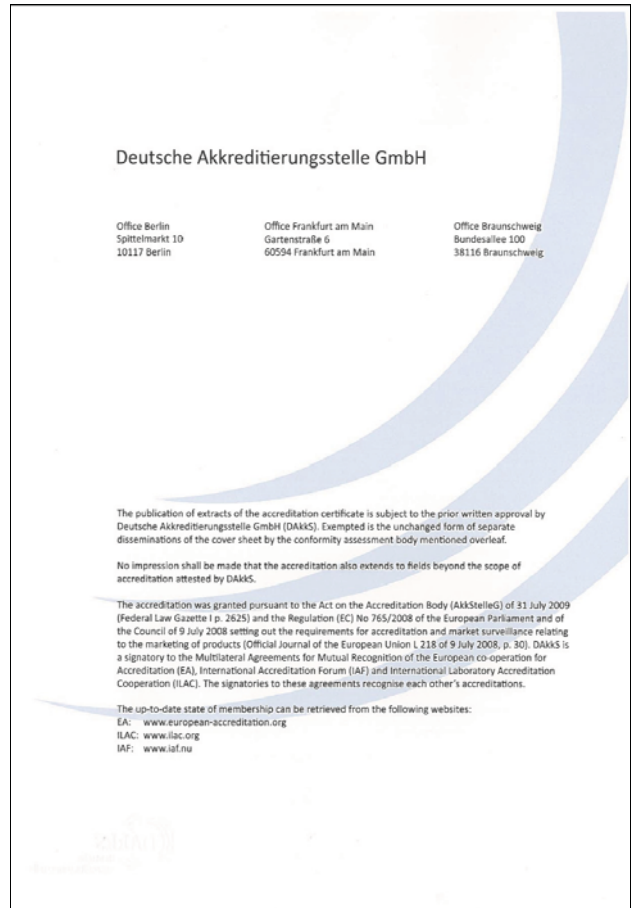 Deutsche Akkreditierungsstelle GmbH
Office Berlin
Spittelmarkt 10
10117 Berlin
Office Frankfurt am Main
Gartenstraße 6
60594 Frankfurt am Main
Office Braunschweig
Bundesallee 100
38116 Braunschweig
The publication of extracts of the accreditation certificate is subject to the prior written approval by
Deutsche Akkreditierungsstelle GmbH (DAkkS). Exempted is the unchanged form of separate
disseminations of the cover sheet by the conformity assessment body mentioned overleaf.
No impression shall be made that the accreditation also extends to fields beyond the scope of
accreditation attested by DAkkS.
The accreditation was granted pursuant to the Act on the Accreditation Body (AkkStelleG) of 31 July 2009
(Federal Law Gazette I p. 2625) and the Regulation (EC) No 765/2008 of the European Parliament and of
the Council of 9 July 2008 setting out the requirements for accreditation and market surveillance relating
to the marketing of products (Official Journal of the European Union L 218 of 9 July 2008, p. 30). DAkkS is
a signatory to the Multilateral Agreements for Mutual Recognition of the European co-operation for
Accreditation (EA), International Accreditation Forum (IAF) and International Laboratory Accreditation
Cooperation (ILAC). The signatories to these agreements recognise each other's accreditations.
The up-to-date state of membership can be retrieved from the following websites:
EA: www.european-accreditation.org
ILAC: www.ilac.org
IAF: www.iaf.nu